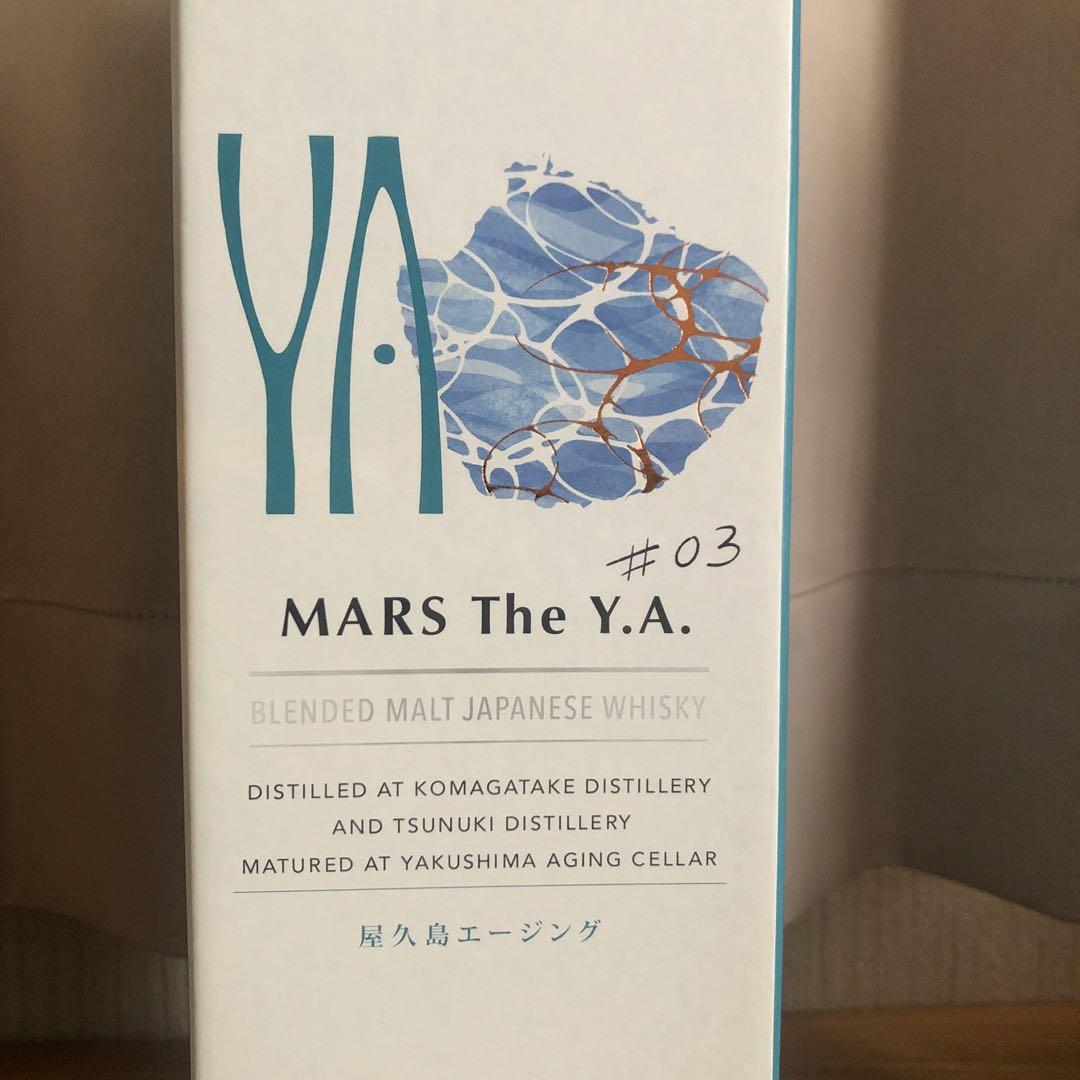 YA
#03
MARS The Y.A.
BLENDED MALT JAPANESE WHISKY
DISTILLED AT KOMAGATAKE DISTILLERY
AND TSUNUKI DISTILLERY
MATURED AT YAKUSHIMA AGING CELLAR
屋久島エージング